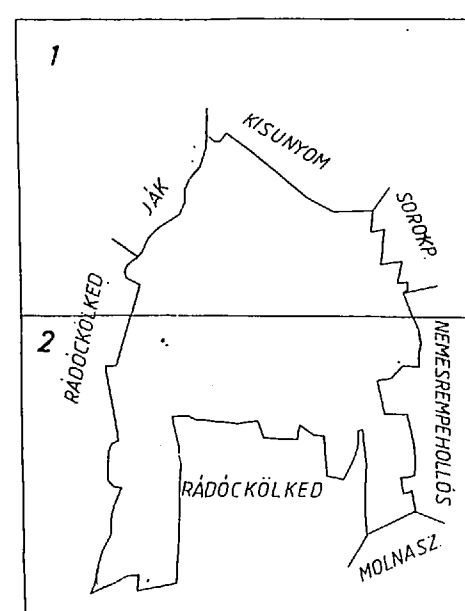 1
KISUNYOM
JÁK
SOROKP.
RÁDÓCKÖLKED
2
NEMESREMPEHOLLÓS
RÁDÓCKÖLKED
MOLNASZ.